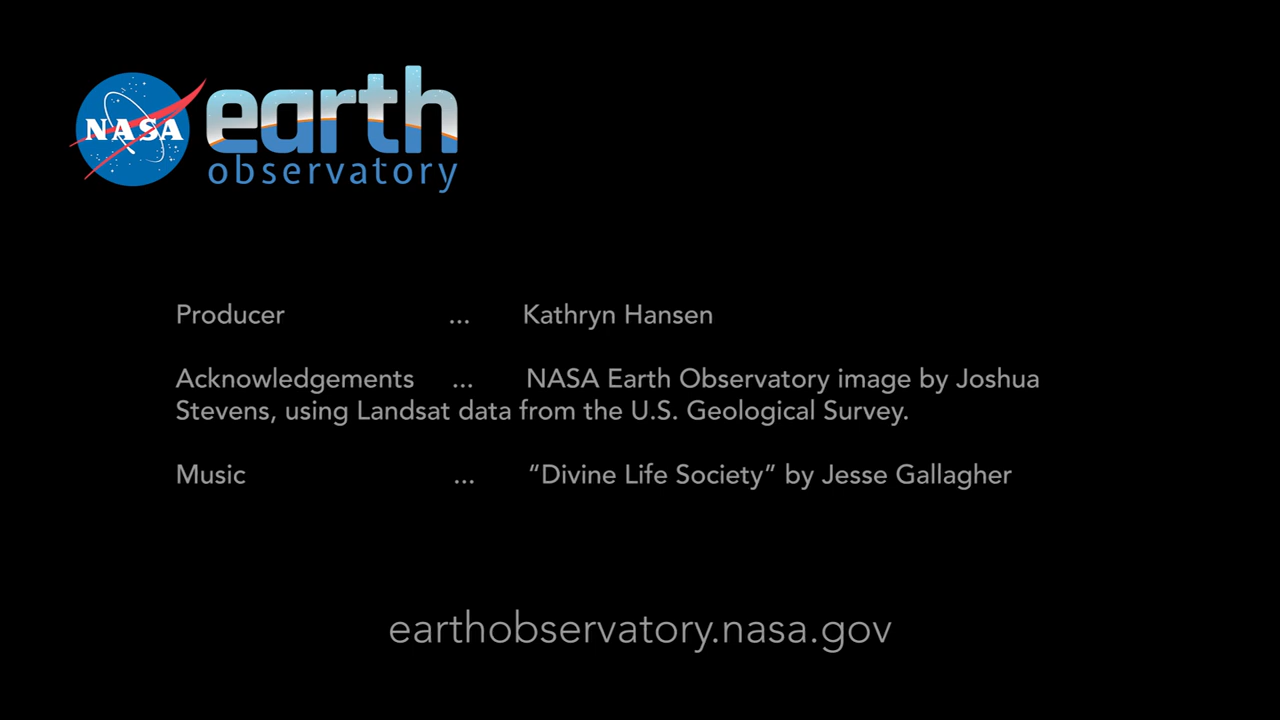 NASA
earth
observatory
Producer ... Kathryn Hansen
Acknowledgements ... NASA Earth Observatory image by Joshua
Stevens, using Landsat data from the U.S. Geological Survey.
Music ... “Divine Life Society” by Jesse Gallagher
earthobservatory.nasa.gov